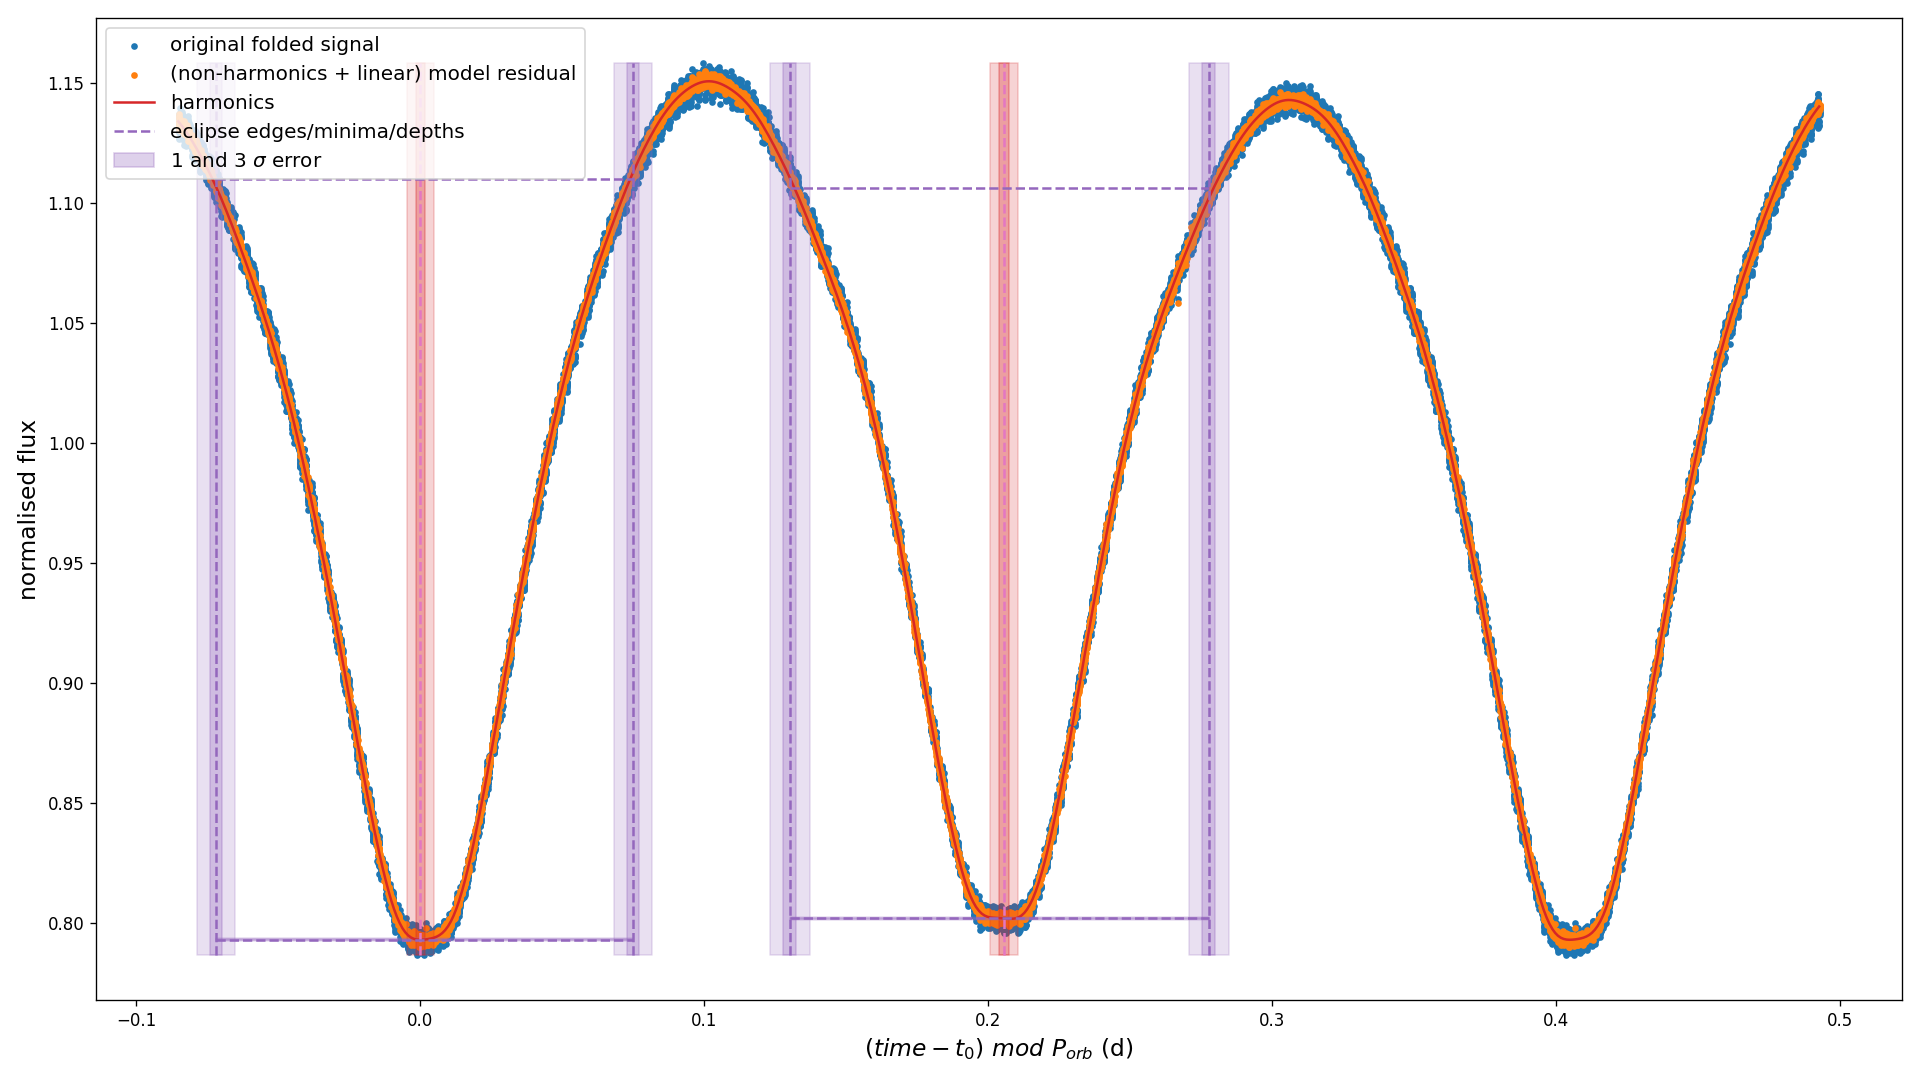 original folded signal
(non-harmonics + linear) model residual
harmonics
eclipse edges/minima/depths
1 and 3 σ error
normalised flux
1.15
1.10
1.05
1.00
0.95
0.90
0.85
0.80
−0.1
0.0
0.1
0.2
0.3
0.4
0.5
(time − t₀) mod Pₒᵣb (d)